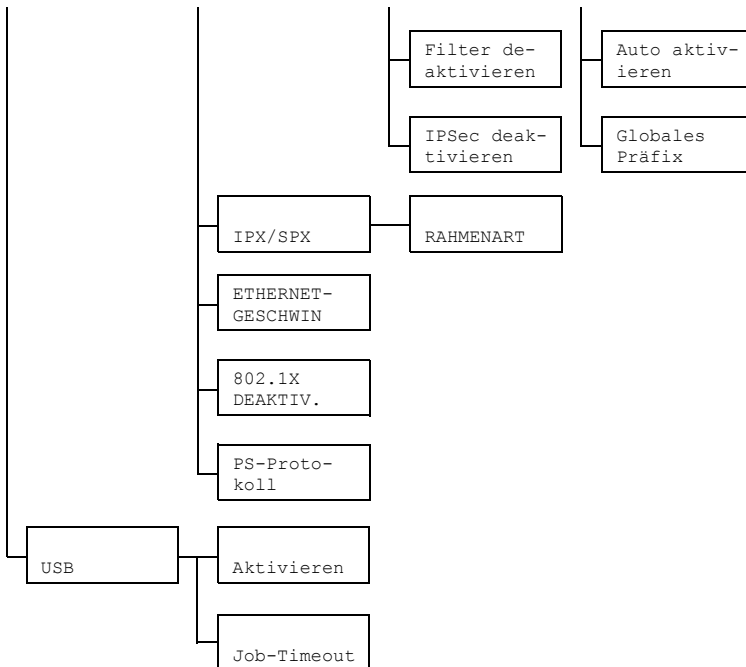 Filter de-
aktivieren
Auto aktiv-
ieren
IPSec deak-
tivieren
Globales
Präfix
IPX/SPX
RAHMENART
ETHERNET-
GESCHWIN
802.1X
DEAKTIV.
PS-Proto-
koll
USB
Aktivieren
Job-Timeout